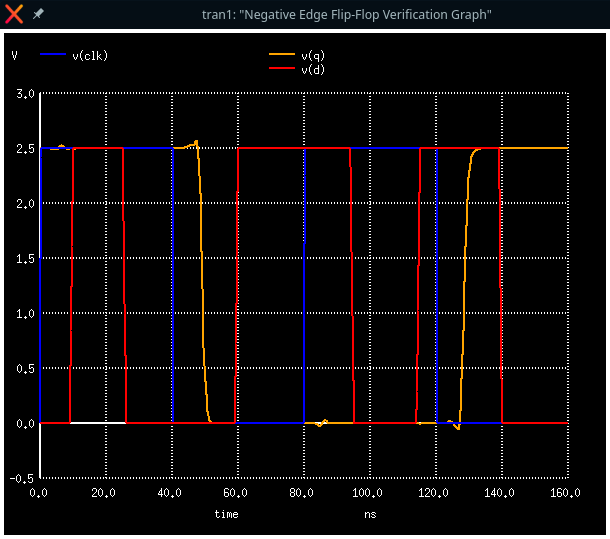 tran1: "Negative Edge Flip-Flop Verification Graph"
V v(clk) v(q)
v(d)
3.0
2.5
2.0
1.5
1.0
0.5
0.0
-0.5
0.0 20.0 40.0 60.0 80.0 100.0 120.0 140.0 160.0
time ns